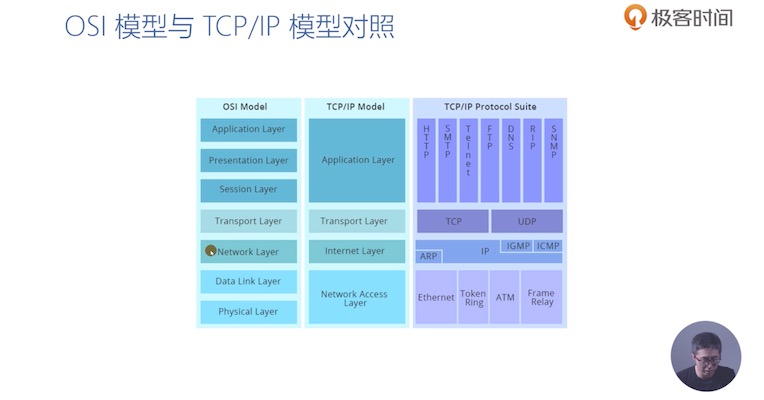 OSI 模型与 TCP/IP 模型对照
极客时间
OSI Model
Application Layer
Presentation Layer
Session Layer
Transport Layer
Network Layer
Data Link Layer
Physical Layer
TCP/IP Model
Application Layer
Transport Layer
Internet Layer
Network Access
Layer
TCP/IP Protocol Suite
HTTP
SMTP
Telnet
FTP
DNS
RIP
SNMP
TCP
UDP
ARP
IP
IGMP
ICMP
Ethernet
Token
Ring
ATM
Frame
Relay